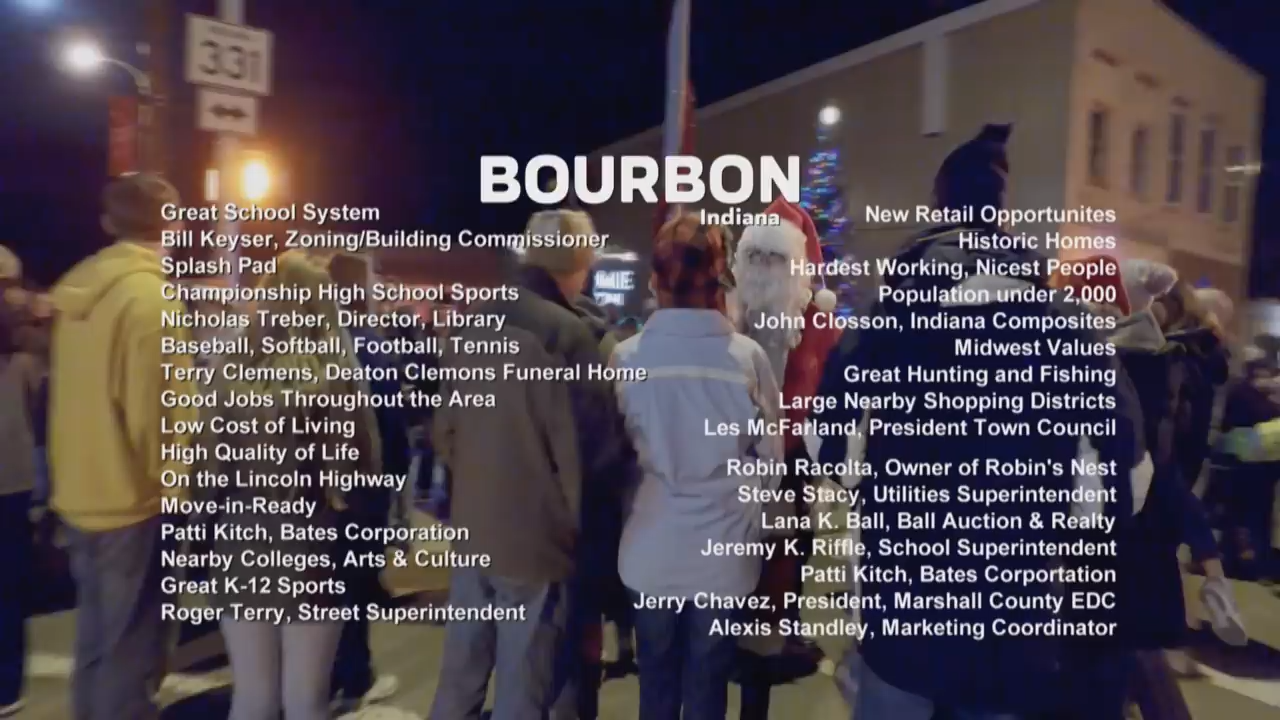 331
BOURBON
Indiana
Great School System
Bill Keyser, Zoning/Building Commissioner
Splash Pad
Championship High School Sports
Nicholas Treber, Director, Library
Baseball, Softball, Football, Tennis
Terry Clemens, Deaton Clemons Funeral Home
Good Jobs Throughout the Area
Low Cost of Living
High Quality of Life
On the Lincoln Highway
Move-in-Ready
Patti Kitch, Bates Corporation
Nearby Colleges, Arts & Culture
Great K-12 Sports
Roger Terry, Street Superintendent
New Retail Opportunites
Historic Homes
Hardest Working, Nicest People
Population under 2,000
John Closson, Indiana Composites
Midwest Values
Great Hunting and Fishing
Large Nearby Shopping Districts
Les McFarland, President Town Council
Robin Racolta, Owner of Robin's Nest
Steve Stacy, Utilities Superintendent
Lana K. Ball, Ball Auction & Realty
Jeremy K. Riffle, School Superintendent
Patti Kitch, Bates Corportation
Jerry Chavez, President, Marshall County EDC
Alexis Standley, Marketing Coordinator